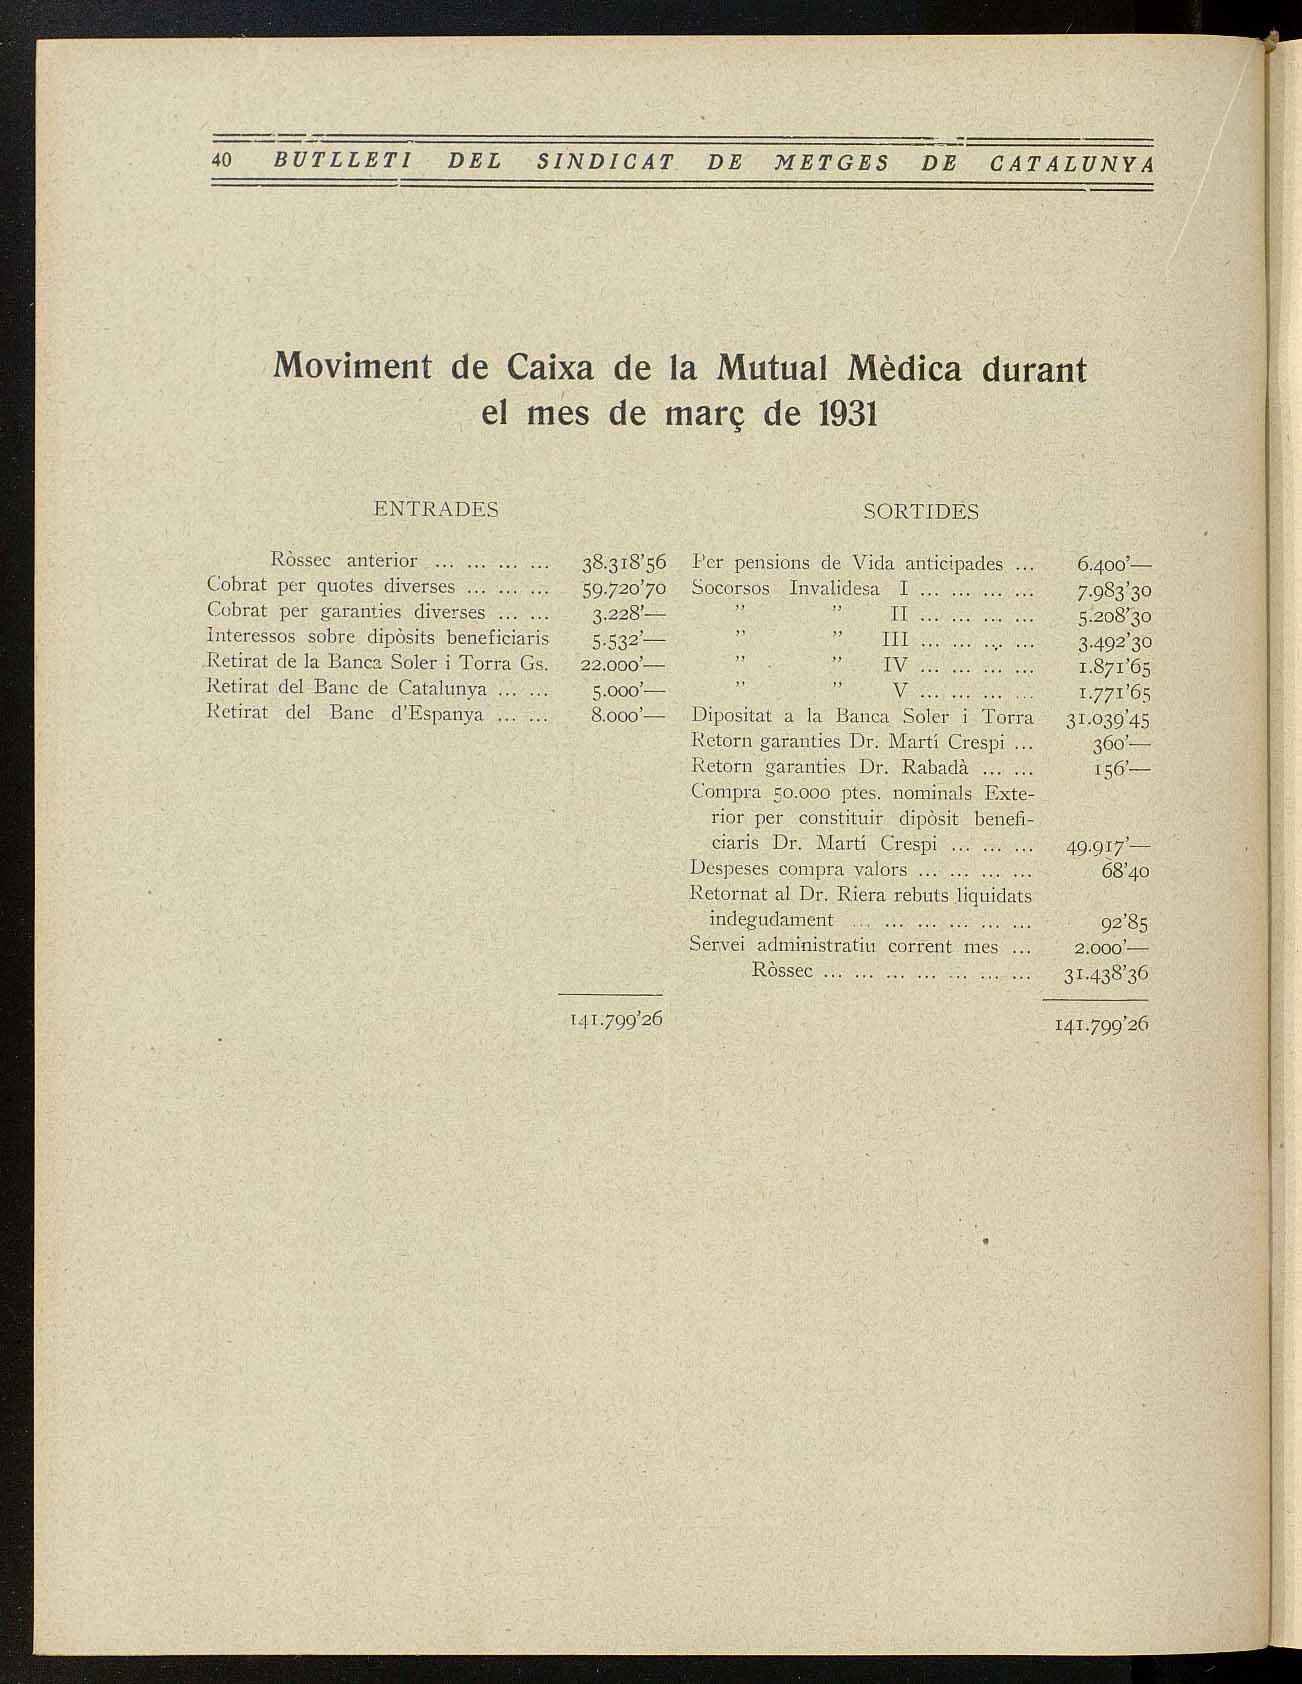 40 BUTLLETI DEL SINDICAT DE METGES DE CATALUNYA
Moviment de Caixa de la Mutual Mèdica durant
el mes de març de 1931
ENTRADES
Ròssec anterior ... ... ... ... 38.318'56
Cobrat per quotes diverses ... ... ... 59.720'70
Cobrat per garanties diverses ... ... 3.228'—
Interessos sobre dipòsits beneficiaris 5.532'—
Retirat de la Banca Soler i Torra Gs. 22.000'—
Retirat del Banc de Catalunya ... ... 5.000'—
Retirat del Banc d'Espanya ... ... 8.000'—
141.799'26
SORTIDES
Per pensions de Vida anticipades ... 6.400'—
Socorsos Invalidesa I ... ... ... ... 7.983'30
" " II ... ... ... ... 5.208'30
" " III ... ... ... ... 3.492'30
" " IV ... ... ... ... 1.871'65
" " V ... ... ... ... 1.771'65
Dipositat a la Banca Soler i Torra 31.039'45
Retorn garanties Dr. Martí Crespi ... 360'—
Retorn garanties Dr. Rabadà ... ... 156'—
Compra 50.000 ptes. nominals Exte-
rior per constituir dipòsit benefi-
ciaris Dr. Martí Crespi ... ... ... 49.917'—
Despeses compra valors ... ... ... ... 68'40
Retornat al Dr. Riera rebuts liquidats
indegudament ... ... ... ... ... ... 92'85
Servei administratiu corrent mes ... 2.000'—
Ròssec ... ... ... ... ... ... ... 31.438'36
141.799'26